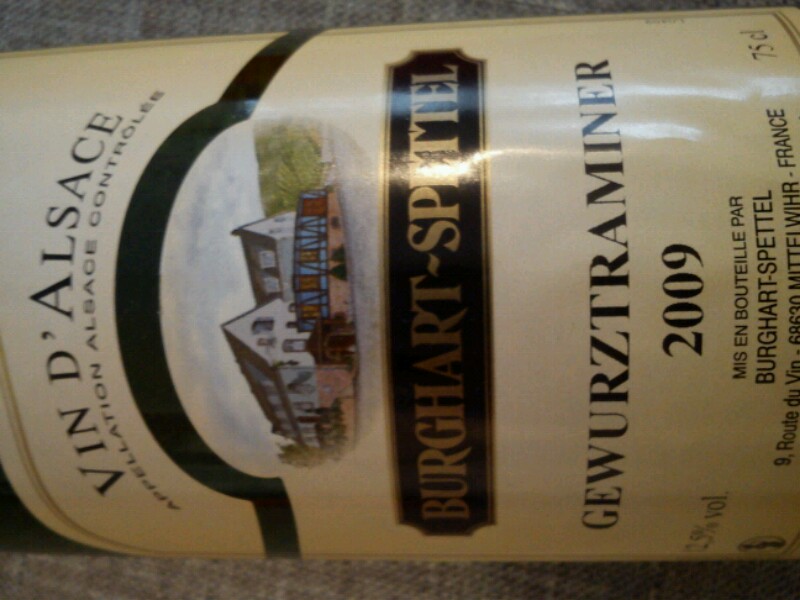 VIN D'ALSACE
APPELLATION ALSACE CONTRÔLÉE
BURGHART~SPETTEL
GEWURZTRAMINER
2009
MIS EN BOUTEILLE PAR
BURGHART-SPETTEL
9, Route du Vin - 68630 MITTELWIHR - FRANCE
75 cl